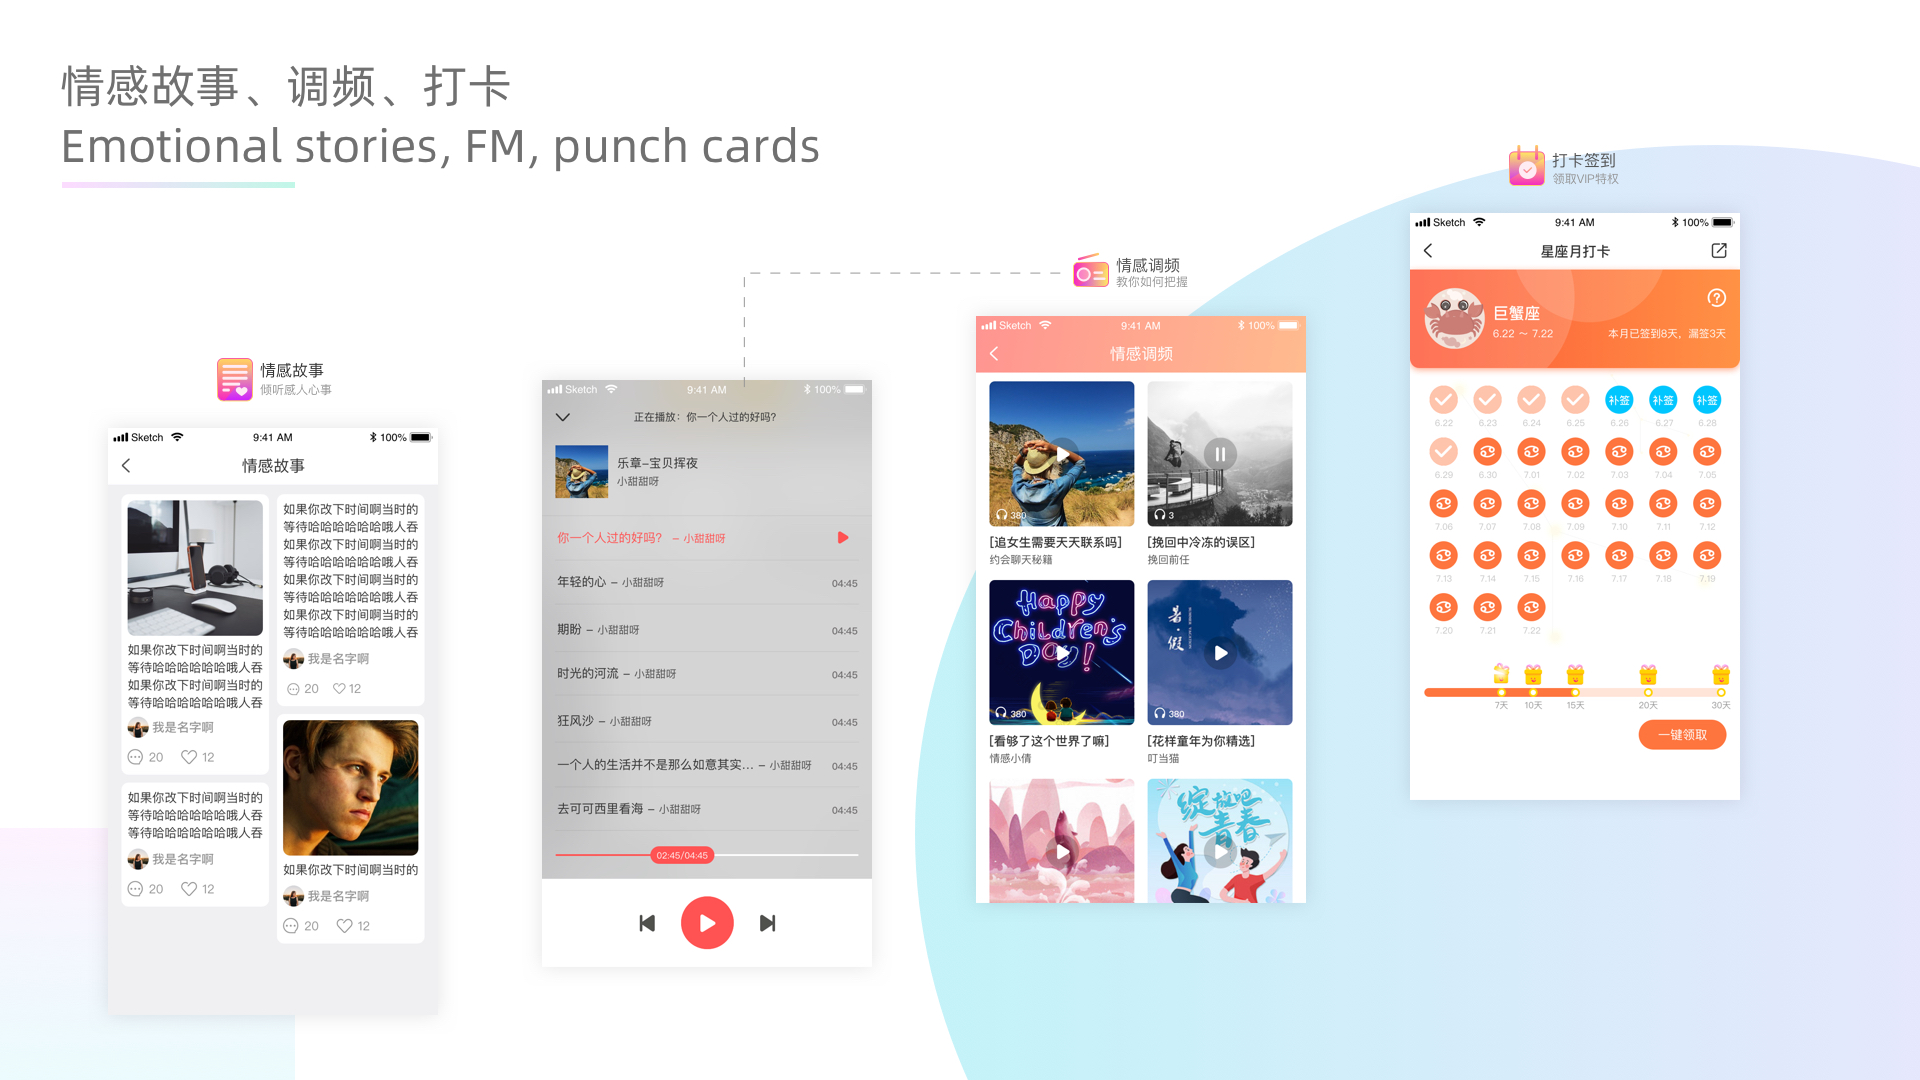 情感故事、调频、打卡
Emotional stories, FM, punch cards
情感故事
倾听感人心事
Sketch 9:41 AM 100%
情感故事
如果你改下时间啊当时的
等待哈哈哈哈哈哈哦人吞
如果你改下时间啊当时的
等待哈哈哈哈哈哈哦人吞
我是名字啊
20 12
如果你改下时间啊当时的
等待哈哈哈哈哈哈哦人吞
等待哈哈哈哈哈哈哦人吞
我是名字啊
20 12
如果你改下时间啊当时的
等待哈哈哈哈哈哈哦人吞
如果你改下时间啊当时的
等待哈哈哈哈哈哈哦人吞
如果你改下时间啊当时的
等待哈哈哈哈哈哈哦人吞
如果你改下时间啊当时的
等待哈哈哈哈哈哈哦人吞
我是名字啊
20 12
如果你改下时间啊当时的
我是名字啊
20 12
Sketch 9:41 AM 100%
正在播放：你一个人过的好吗?
乐章-宝贝挥夜
小甜甜呀
你一个人过的好吗? - 小甜甜呀
年轻的心 - 小甜甜呀 04:45
期盼 - 小甜甜呀 04:45
时光的河流 - 小甜甜呀 04:45
狂风沙 - 小甜甜呀 04:45
一个人的生活并不是那么如意其实... - 小甜甜呀 04:45
去可可西里看海 - 小甜甜呀 04:45
02:45/04:45
情感调频
教你如何把握
Sketch 9:41 AM 100%
情感调频
380
[追女生需要天天联系吗]
约会聊天秘籍
3
[挽回中冷冻的误区]
挽回前任
Happy
Children's
Day!
380
[看够了这个世界了嘛]
情感小倩
暑·假
380
[花样童年为你精选]
叮当猫
绽放吧
青春
打卡签到
领取VIP特权
Sketch 9:41 AM 100%
星座月打卡
巨蟹座
6.22 ~ 7.22
本月已签到8天，漏签3天
补签 补签 补签
6.22 6.23 6.24 6.25 6.26 6.27 6.28
6.29 6.30 7.01 7.02 7.03 7.04 7.05
7.06 7.07 7.08 7.09 7.10 7.11 7.12
7.13 7.14 7.15 7.16 7.17 7.18 7.19
7.20 7.21 7.22
7天 10天 15天 20天 30天
一键领取